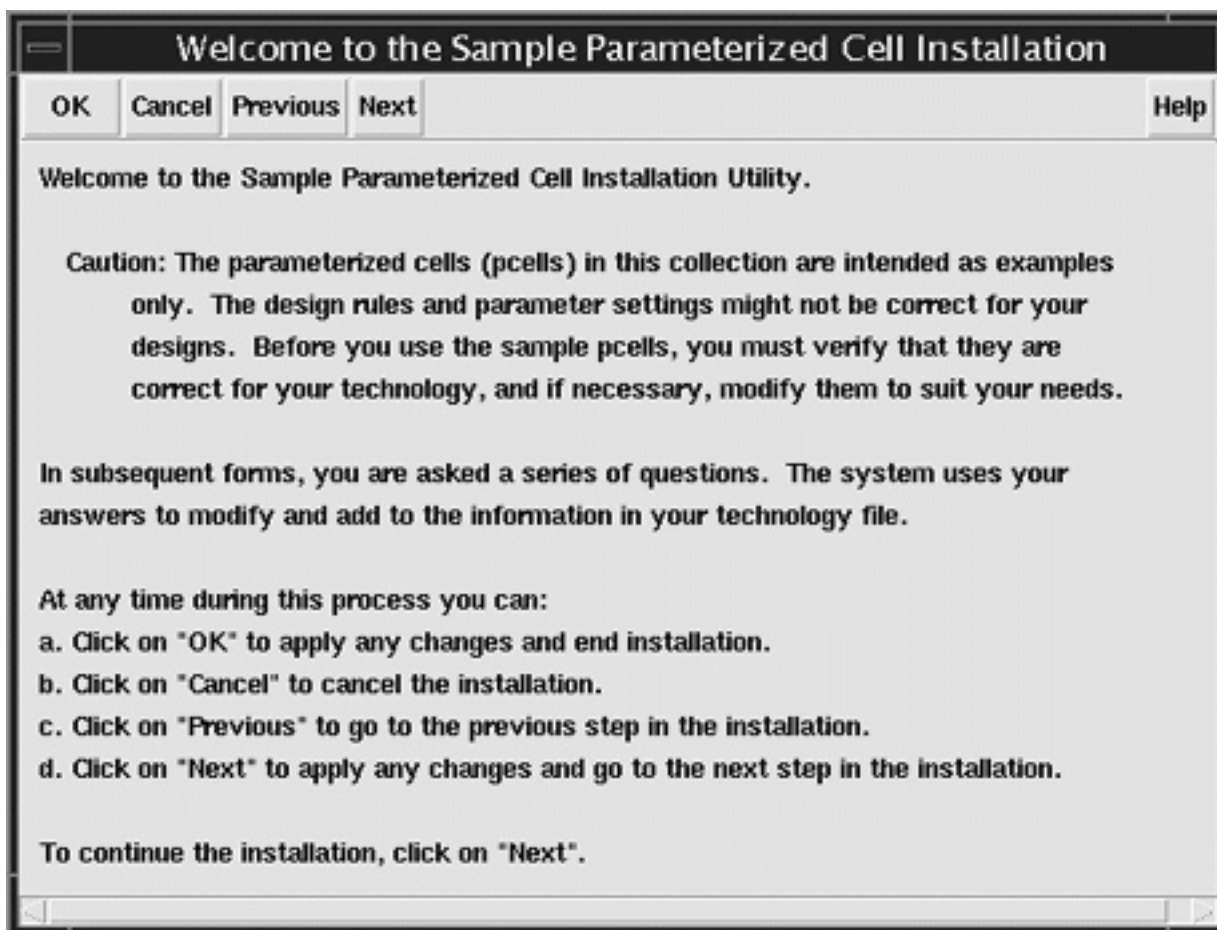 Welcome to the Sample Parameterized Cell Installation
OK Cancel Previous Next Help
Welcome to the Sample Parameterized Cell Installation Utility.
Caution: The parameterized cells (pcells) in this collection are intended as examples
only. The design rules and parameter settings might not be correct for your
designs. Before you use the sample pcells, you must verify that they are
correct for your technology, and if necessary, modify them to suit your needs.
In subsequent forms, you are asked a series of questions. The system uses your
answers to modify and add to the information in your technology file.
At any time during this process you can:
a. Click on "OK" to apply any changes and end installation.
b. Click on "Cancel" to cancel the installation.
c. Click on "Previous" to go to the previous step in the installation.
d. Click on "Next" to apply any changes and go to the next step in the installation.
To continue the installation, click on "Next".